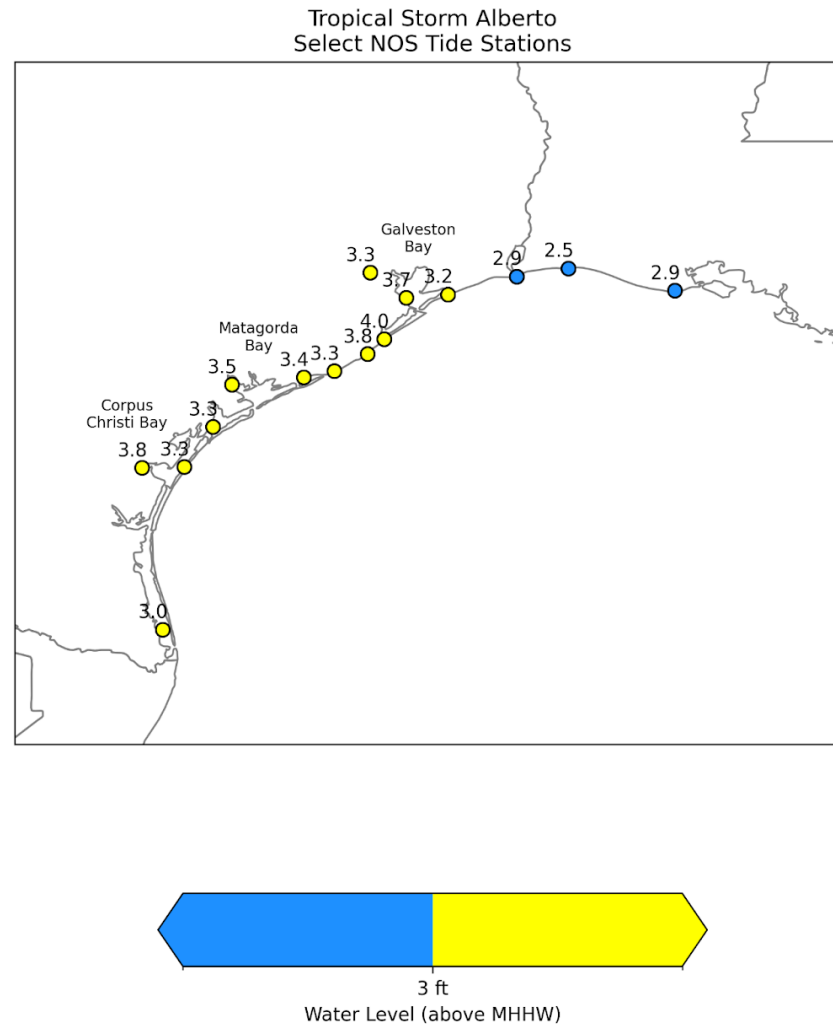 Tropical Storm Alberto
Select NOS Tide Stations
Galveston
Bay
3.3
2.9
2.5
3.7
3.2
2.9
4.0
Matagorda
Bay
3.8
3.5
3.4
3.3
Corpus
Christi Bay
3.3
3.8
3.3
3.0
3 ft
Water Level (above MHHW)